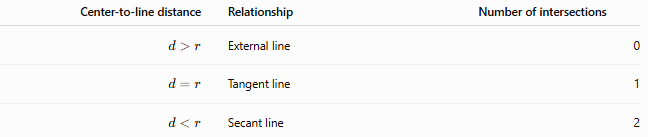 Center-to-line distance Relationship Number of intersections
d > r External line 0
d = r Tangent line 1
d < r Secant line 2